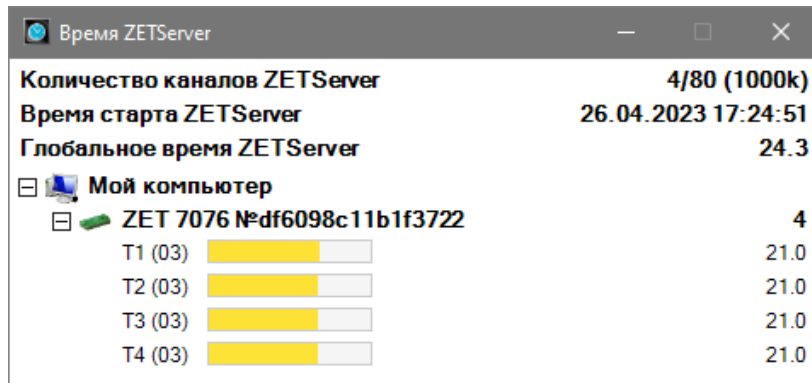 Время ZETServer
Количество каналов ZETServer 4/80 (1000k)
Время старта ZETServer 26.04.2023 17:24:51
Глобальное время ZETServer 24.3
Мой компьютер
ZET 7076 №df6098c11b1f3722 4
T1 (03) 21.0
T2 (03) 21.0
T3 (03) 21.0
T4 (03) 21.0